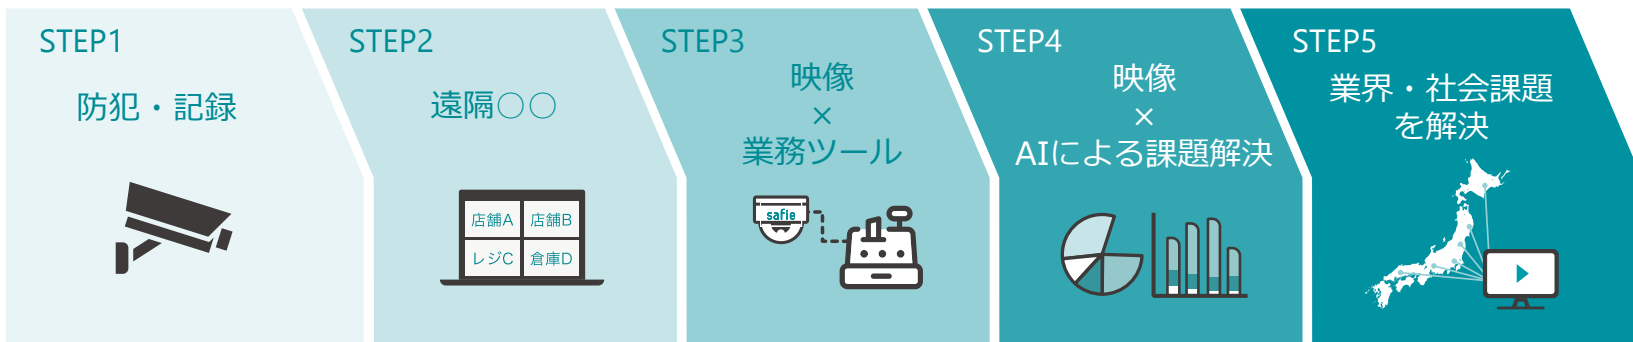 STEP1
防犯・記録
STEP2
遠隔○○
店舗A
店舗B
レジC
倉庫D
STEP3
映像
×
業務ツール
safie
STEP4
映像
×
AIによる課題解決
STEP5
業界・社会課題
を解決